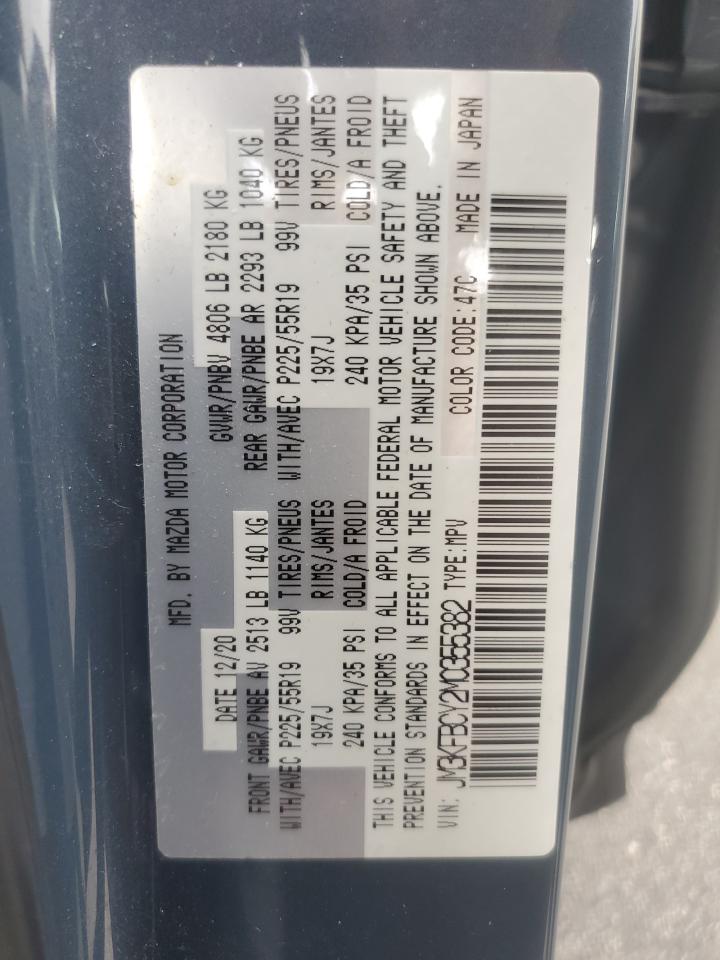 MFD. BY MAZDA MOTOR CORPORATION
DATE 12/20 GVWR/PNBV 4806 LB 2180 KG
FRONT GAWR/PNBE AV 2513 LB 1140 KG REAR GAWR/PNBE AR 2293 LB 1040 KG
WITH/AVEC P225/55R19 99V TIRES/PNEUS WITH/AVEC P225/55R19 99V TIRES/PNEUS
19X7J RIMS/JANTES 19X7J RIMS/JANTES
240 KPA/35 PSI COLD/A FROID 240 KPA/35 PSI COLD/A FROID
THIS VEHICLE CONFORMS TO ALL APPLICABLE FEDERAL MOTOR VEHICLE SAFETY AND THEFT
PREVENTION STANDARDS IN EFFECT ON THE DATE OF MANUFACTURE SHOWN ABOVE.
VIN: JM3KFBCY2M0355382 TYPE:MPV COLOR CODE:47C MADE IN JAPAN